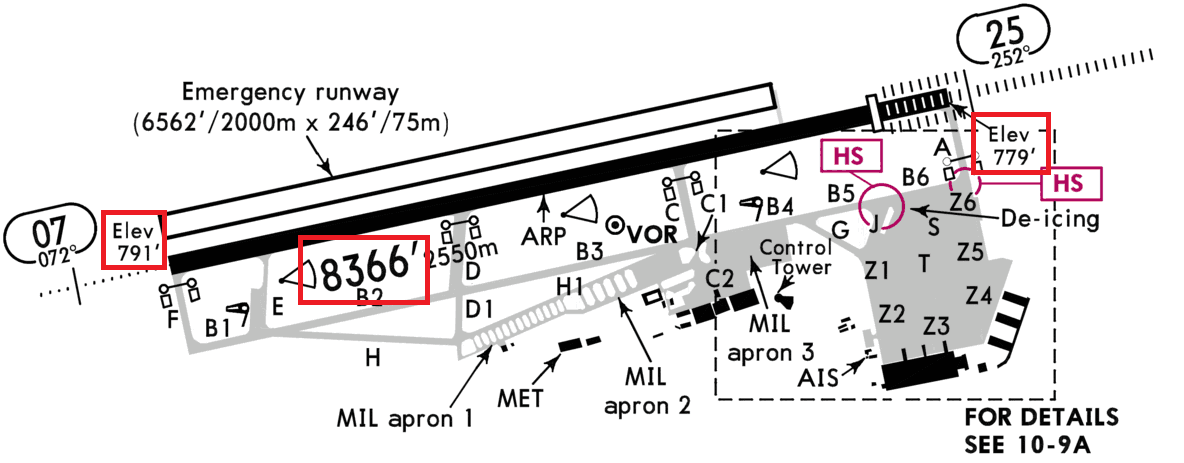 25
252°
Emergency runway
(6562'/2000m x 246'/75m)
Elev
779'
A
HS
HS
07
072°
Elev
791'
8366'
2550m
ARP
VOR
C
C1
B4
B5
B6
Z6
De-icing
G
J
S
B3
D
B2
E
F
B1
Control
Tower
C2
H1
D1
Z1
T
Z5
Z4
Z2
Z3
H
MIL
apron 3
AIS
MET
MIL
apron 2
MIL apron 1
FOR DETAILS
SEE 10-9A